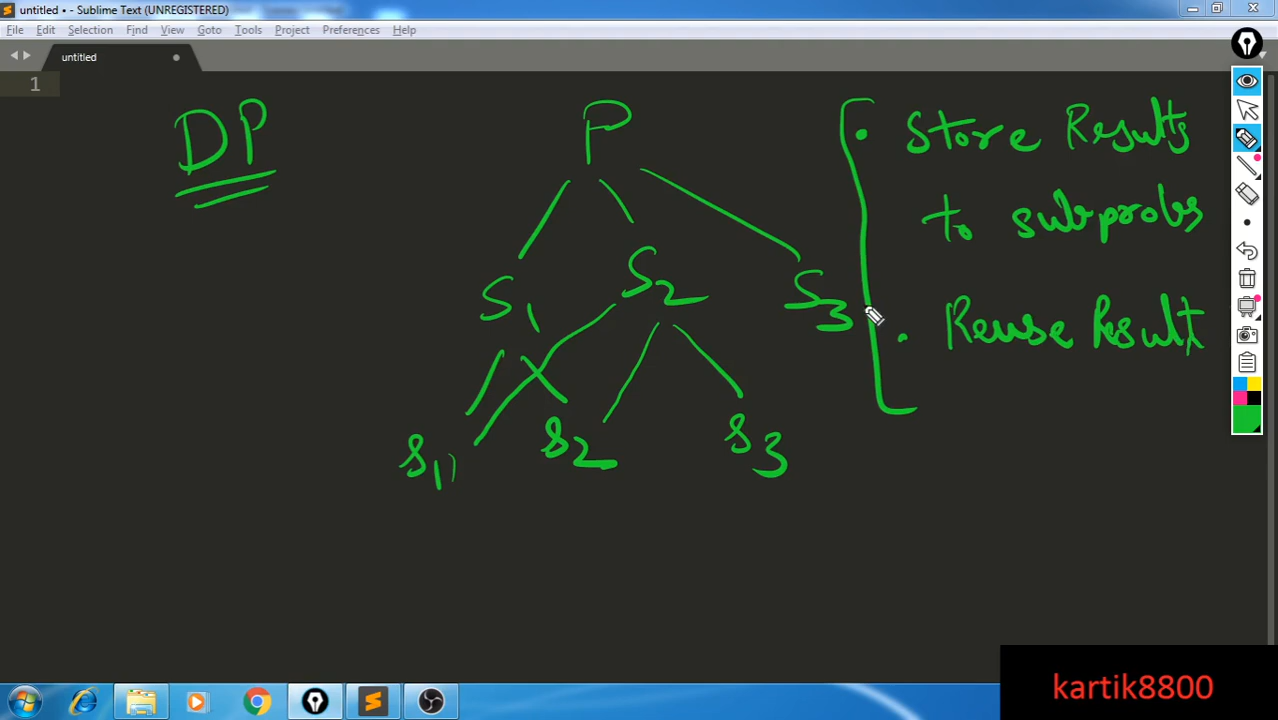 untitled • - Sublime Text (UNREGISTERED)
File Edit Selection Find View Goto Tools Project Preferences Help
untitled
1
DP
P
• Store Results
to subprobs
S1 S2 S3
• Reuse Result
S11 S2 S3
kartik8800